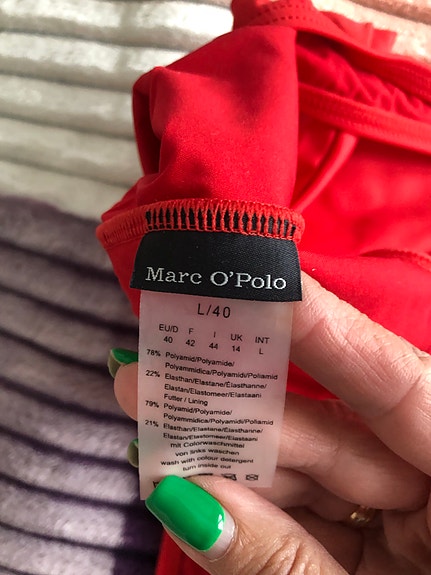 Marc O'Polo
L/40
EU/D F I UK INT
40 42 44 14 L
78% Polyamid/Polyamide/
Polyammidica/Polyamid/Poliamid
22% Elasthan/Elastane/Elasthanne/
Elastan/Elastomeer/Elastaani
Futter / Lining
79% Polyamid/Polyamide/
Polyammidica/Polyamidi/Poliamid
21% Elasthan/Elastane/Elasthanne/
Elastan/Elastomeer/Elastaani
mit Colorwaschmittel
von links waschen
wash with colour detergent
turn inside out